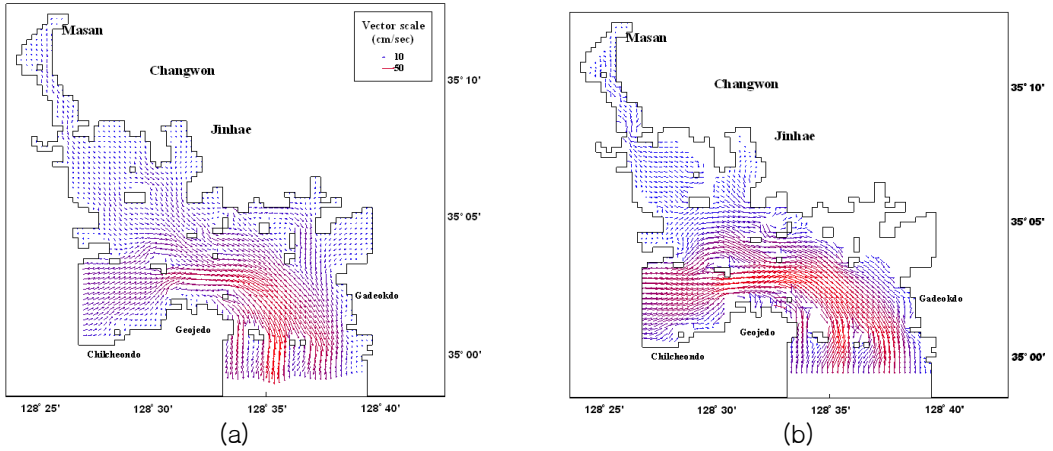 Masan
Vector scale
(cm/sec)
10
50
Changwon
Jinhae
35° 10'
35° 05'
35° 00'
Gadeokdo
Geojedo
Chilcheondo
128° 25'
128° 30'
128° 35'
128° 40'
(a)
Masan
Changwon
Jinhae
35° 10'
35° 05'
35° 00'
Gadeokdo
Geojedo
Chilcheondo
128° 25'
128° 30'
128° 35'
128° 40'
(b)